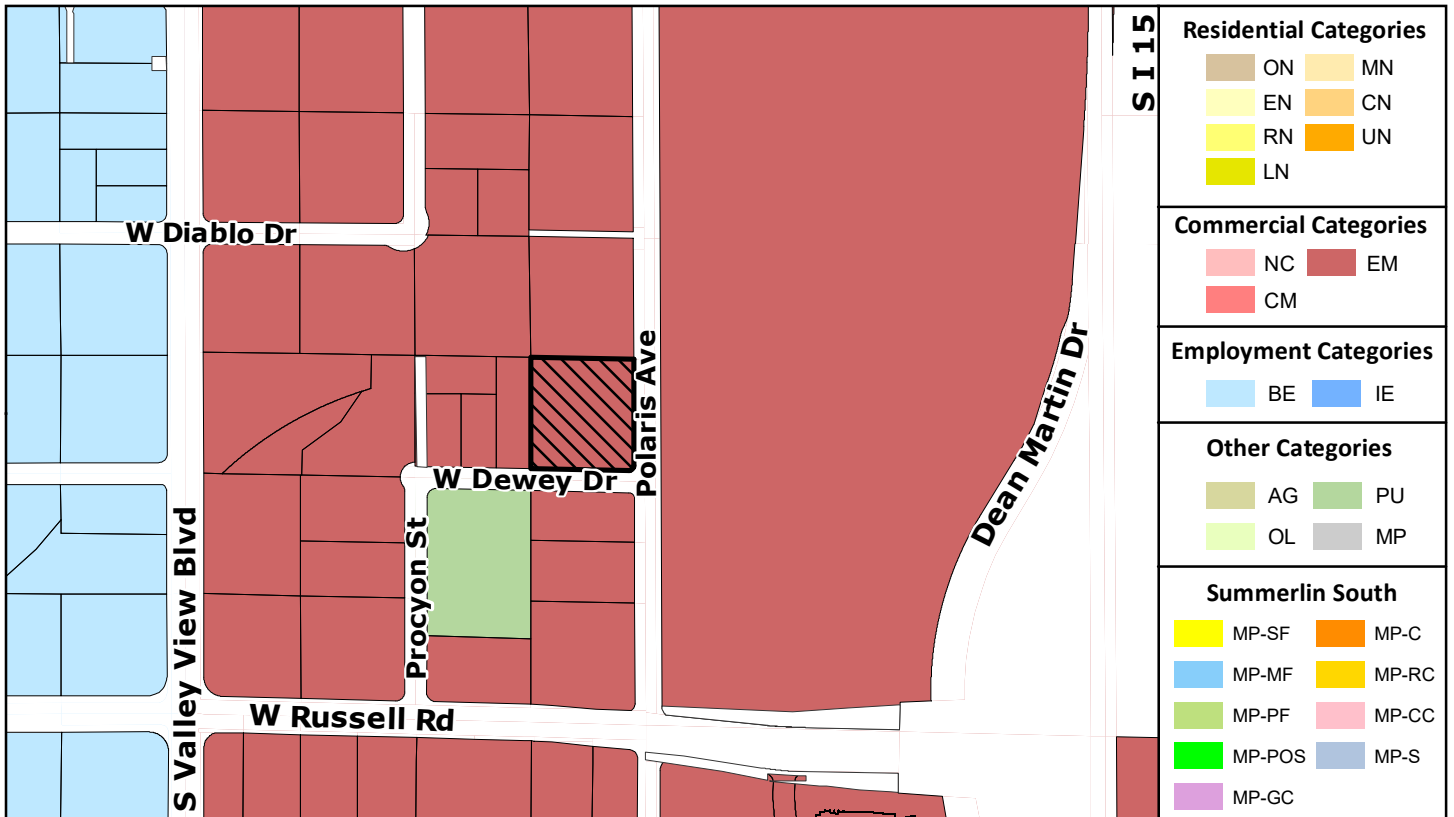 S I 15
W Diablo Dr
Polaris Ave
Dean Martin Dr
W Dewey Dr
Procyon St
S Valley View Blvd
W Russell Rd
Residential Categories
ON MN
EN CN
RN UN
LN
Commercial Categories
NC EM
CM
Employment Categories
BE IE
Other Categories
AG PU
OL MP
Summerlin South
MP-SF MP-C
MP-MF MP-RC
MP-PF MP-CC
MP-POS MP-S
MP-GC